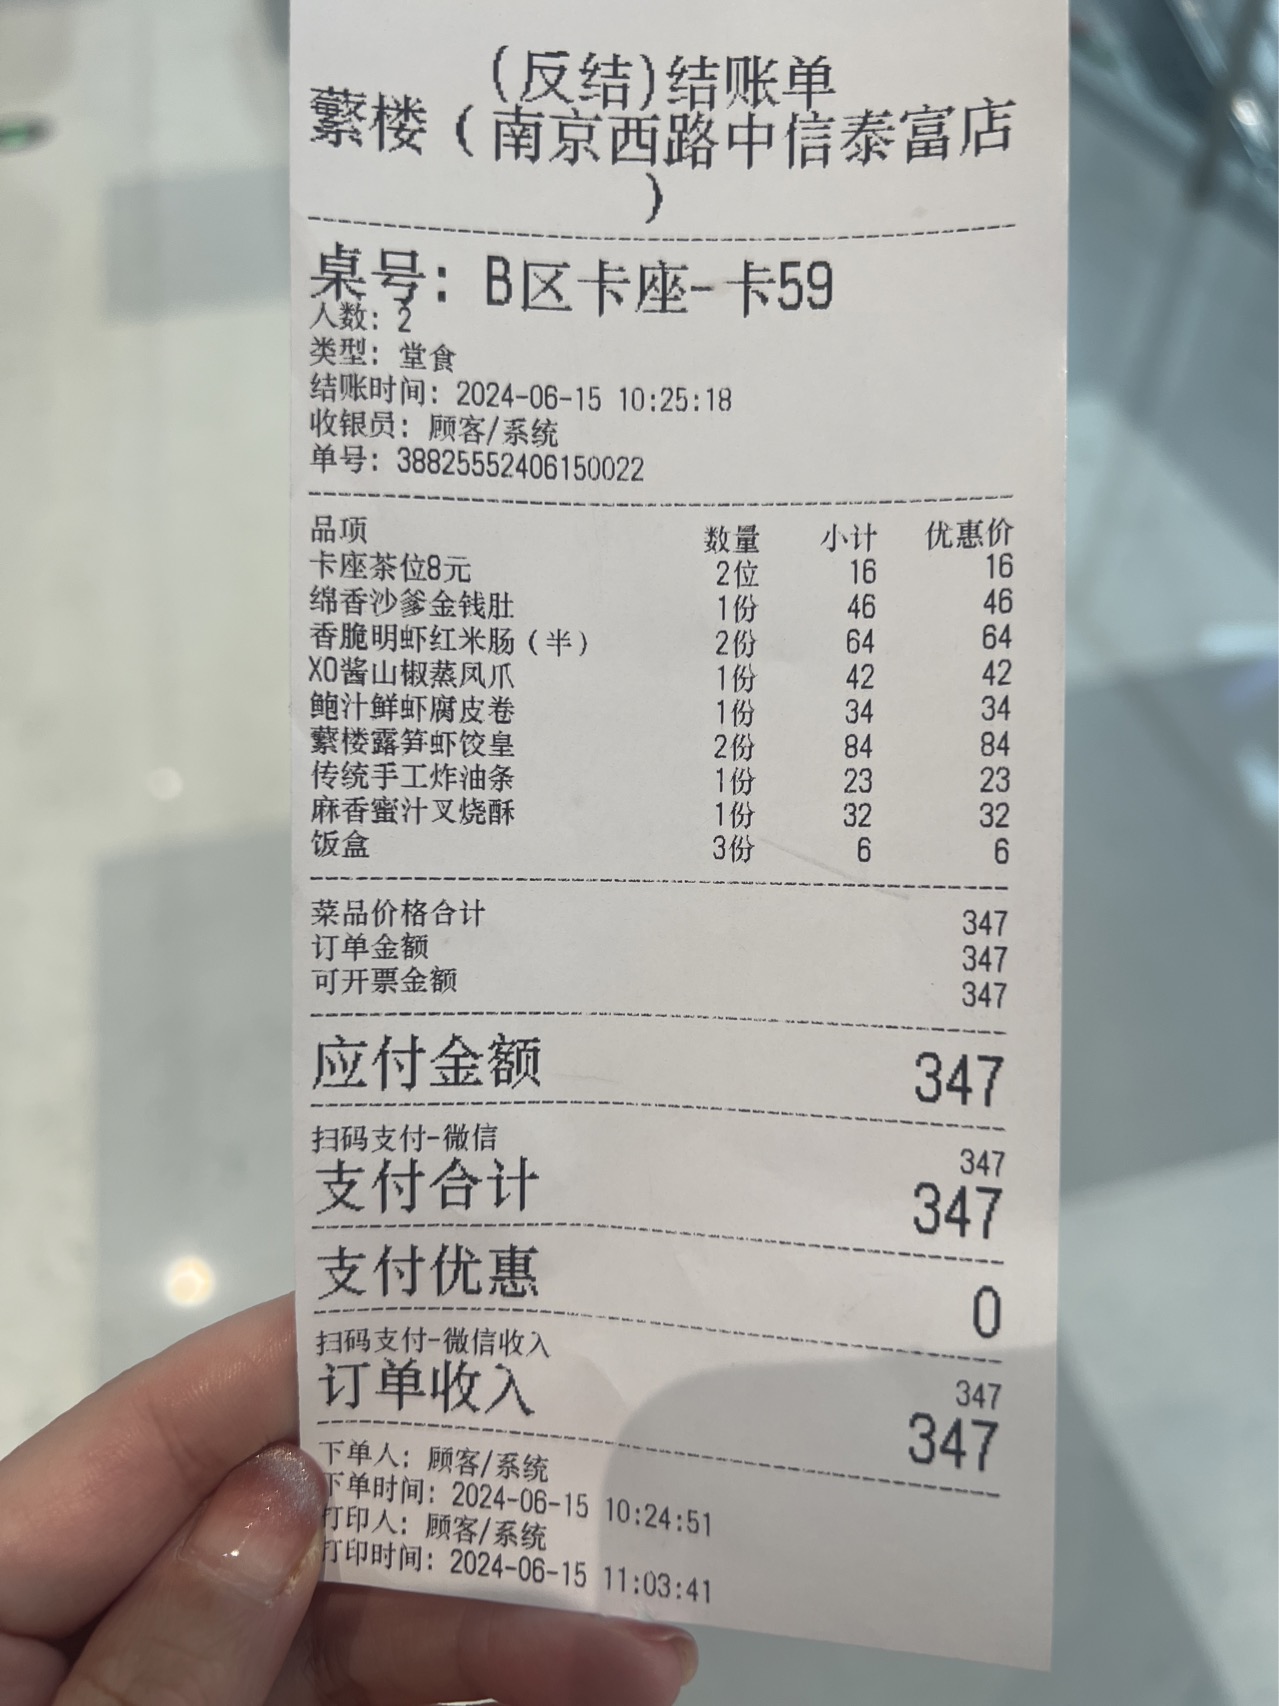 (反结)结账单
蘩楼（南京西路中信泰富店
）
桌号：B区卡座-卡59
人数：2
类型：堂食
结账时间：2024-06-15 10:25:18
收银员：顾客/系统
单号：38825552406150022
品项 数量 小计 优惠价
卡座茶位8元 2位 16 16
绵香沙爹金钱肚 1份 46 46
香脆明虾红米肠（半） 2份 64 64
XO酱山椒蒸凤爪 1份 42 42
鲍汁鲜虾腐皮卷 1份 34 34
蘩楼露笋虾饺皇 2份 84 84
传统手工炸油条 1份 23 23
麻香蜜汁叉烧酥 1份 32 32
饭盒 3份 6 6
菜品价格合计 347
订单金额 347
可开票金额 347
应付金额 347
扫码支付-微信 347
支付合计 347
支付优惠 0
扫码支付-微信收入 347
订单收入 347
下单人：顾客/系统
下单时间：2024-06-15 10:24:51
打印人：顾客/系统
打印时间：2024-06-15 11:03:41